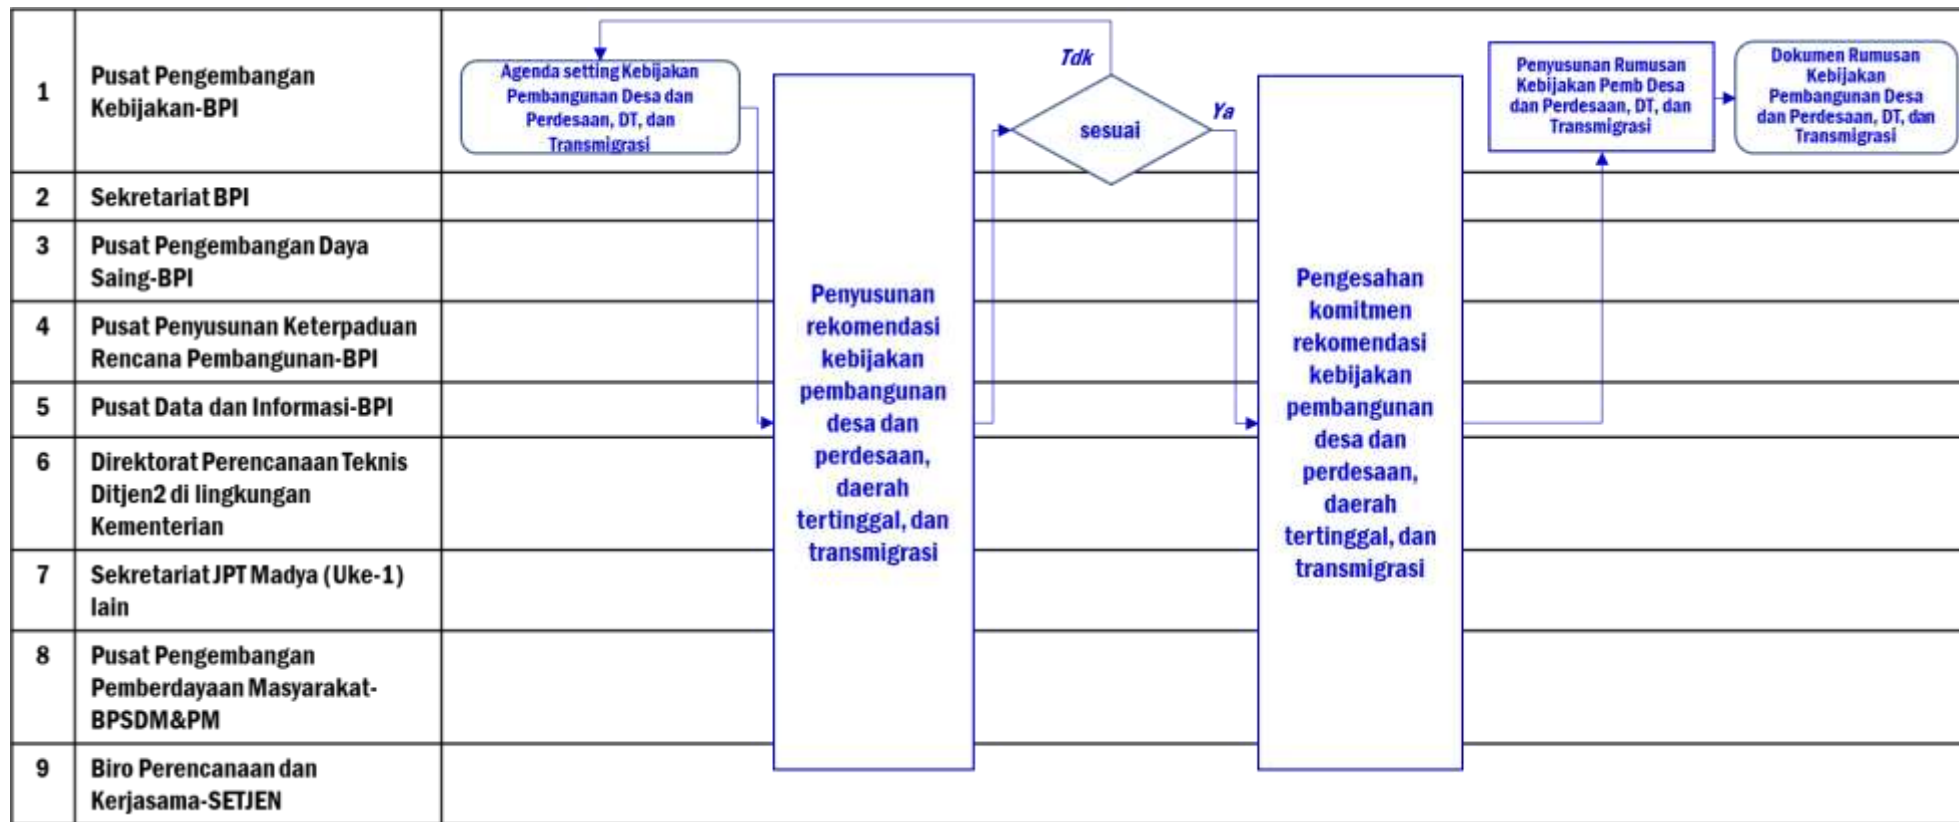 1
Pusat Pengembangan
Kebijakan-BPI
Agenda setting Kebijakan
Pembangunan Desa dan
Perdesaan, DT, dan
Transmigrasi
Tdk
sesuai
Ya
Penyusunan Rumusan
Kebijakan Pemb Desa
dan Perdesaan, DT, dan
Transmigrasi
Dokumen Rumusan
Kebijakan
Pembangunan Desa
dan Perdesaan, DT, dan
Transmigrasi
2
Sekretariat BPI
3
Pusat Pengembangan Daya
Saing-BPI
4
Pusat Penyusunan Keterpaduan
Rencana Pembangunan-BPI
5
Pusat Data dan Informasi-BPI
6
Direktorat Perencanaan Teknis
Ditjen2 di lingkungan
Kementerian
7
Sekretariat JPT Madya (Uke-1)
lain
8
Pusat Pengembangan
Pemberdayaan Masyarakat-
BPSDM&PM
9
Biro Perencanaan dan
Kerjasama-SETJEN
Penyusunan
rekomendasi
kebijakan
pembangunan
desa dan
perdesaan,
daerah
tertinggal, dan
transmigrasi
Pengesahan
komitmen
rekomendasi
kebijakan
pembangunan
desa dan
perdesaan,
daerah
tertinggal, dan
transmigrasi